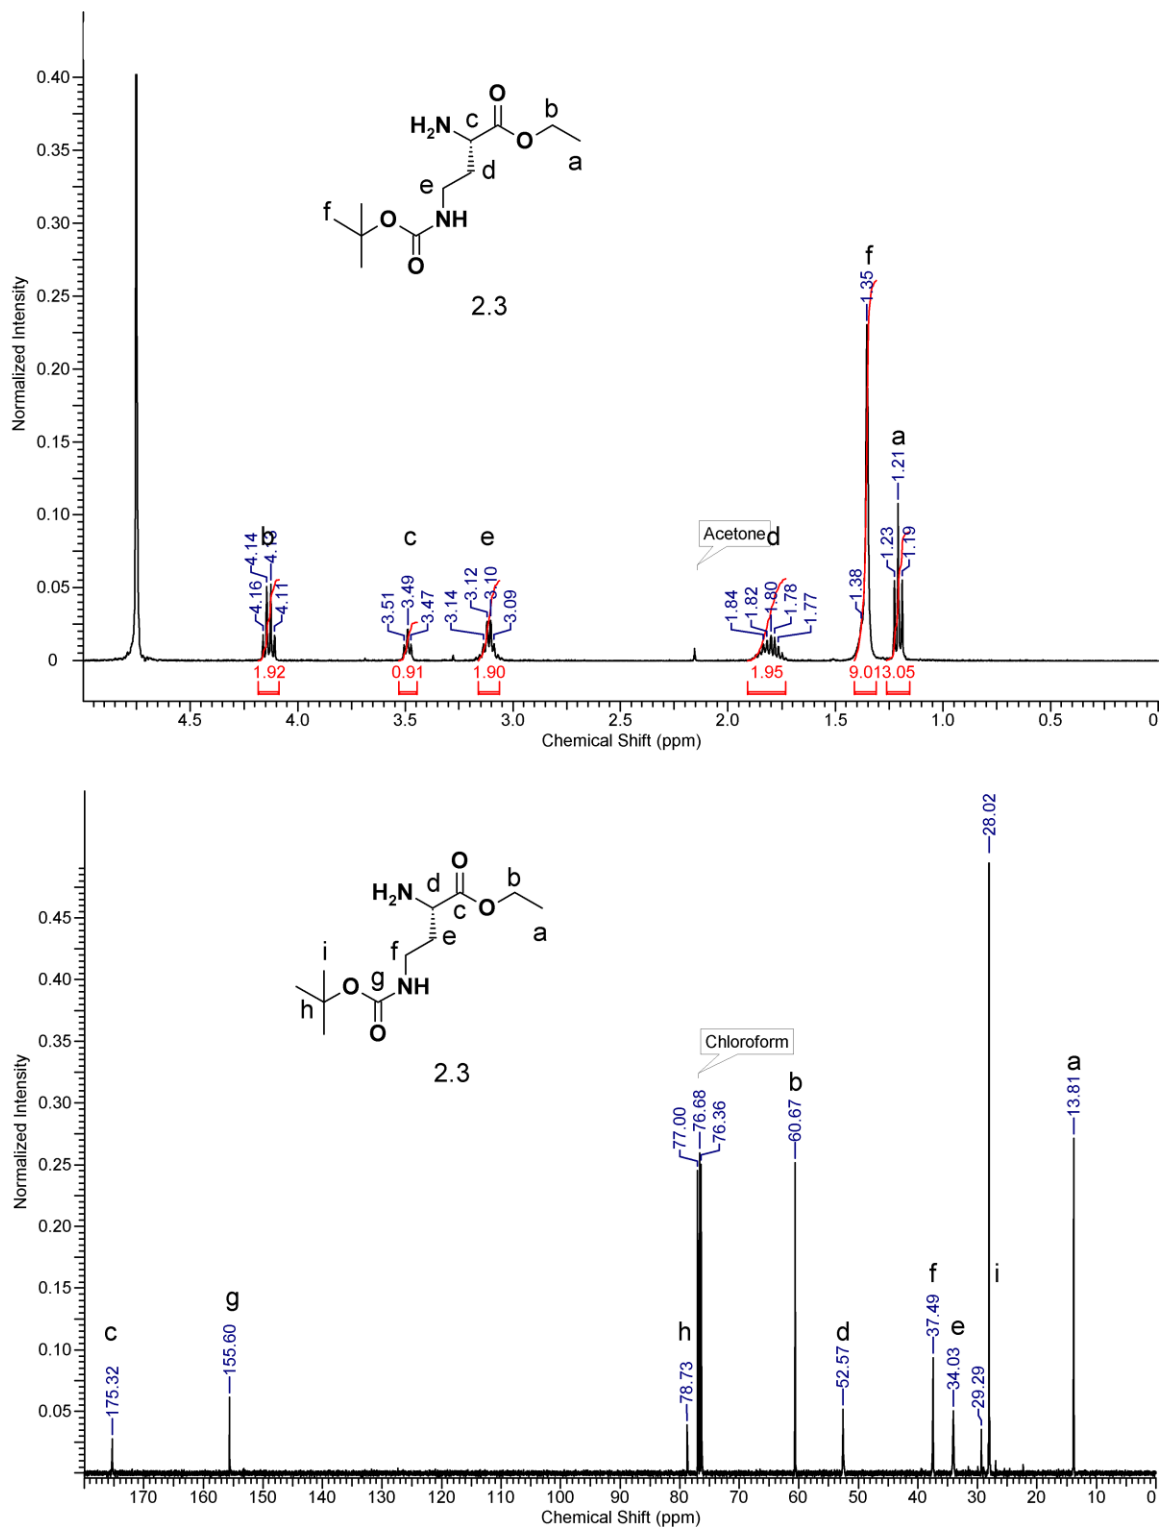 Normalized Intensity
0.40
0.35
0.30
0.25
0.20
0.15
0.10
0.05
0
H2N
c
O
O
b
a
d
e
f
O
NH
O
2.3
b
4.16
4.14
4.13
4.11
c
3.51
3.49
3.47
e
3.14
3.12
3.10
3.09
Acetone
d
1.84
1.82
1.80
1.78
1.77
f
1.38
1.35
a
1.23
1.21
1.19
1.92
0.91
1.90
1.95
9.01
3.05
4.5
4.0
3.5
3.0
2.5
2.0
1.5
1.0
0.5
0
Chemical Shift (ppm)
Normalized Intensity
0.45
0.40
0.35
0.30
0.25
0.20
0.15
0.10
0.05
H2N
d
O
c
O
b
a
e
f
i
h
O
g
NH
O
2.3
c
175.32
g
155.60
h
78.73
Chloroform
77.00
76.68
76.36
b
60.67
d
52.57
f
37.49
e
34.03
29.29
28.02
i
a
13.81
170
160
150
140
130
120
110
100
90
80
70
60
50
40
30
20
10
0
Chemical Shift (ppm)